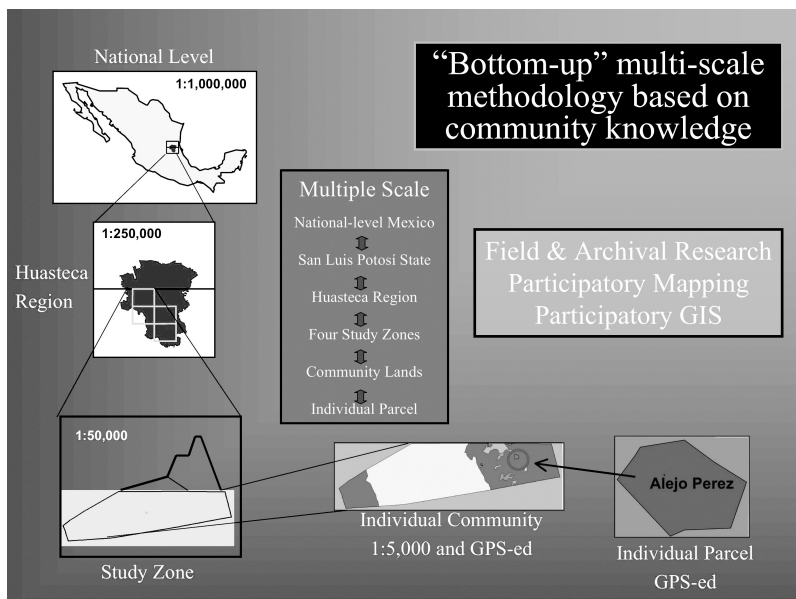 National Level
1:1,000,000
“Bottom-up” multi-scale
methodology based on
community knowledge
1:250,000
Huasteca
Region
Multiple Scale
National-level Mexico
San Luis Potosi State
Huasteca Region
Four Study Zones
Community Lands
Individual Parcel
Field & Archival Research
Participatory Mapping
Participatory GIS
1:50,000
Study Zone
Individual Community
1:5,000 and GPS-ed
Alejo Perez
Individual Parcel
GPS-ed